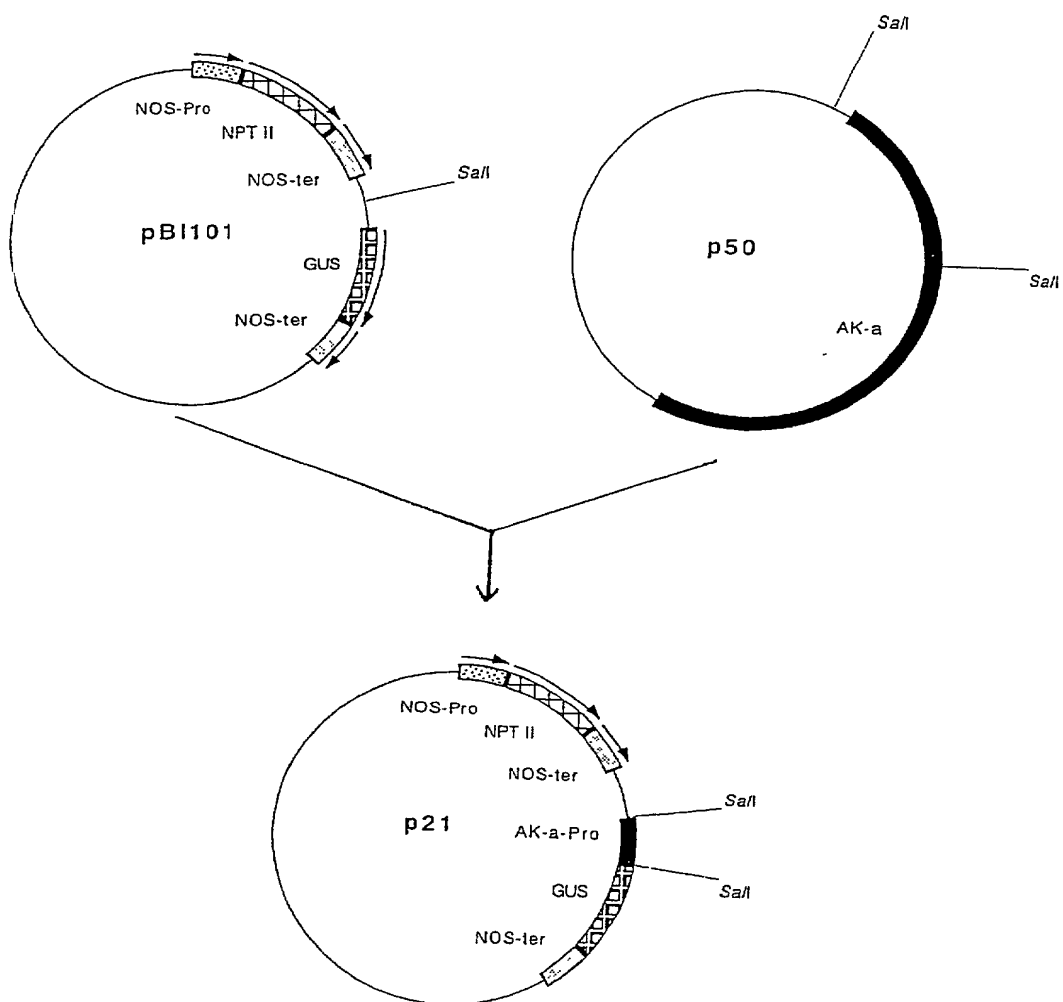 SalI
NOS-Pro
NPT II
NOS-ter
SalI
pBI101
GUS
NOS-ter
p50
SalI
AK-a
NOS-Pro
NPT II
NOS-ter
SalI
p21
AK-a-Pro
GUS
SalI
NOS-ter